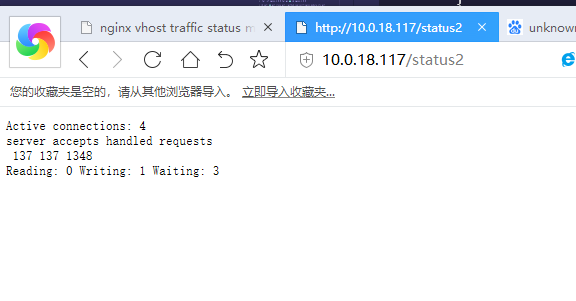 nginx vhost traffic status m
http://10.0.18.117/status2
unknown
10.0.18.117/status2
您的收藏夹是空的，请从其他浏览器导入。 立即导入收藏夹...
Active connections: 4
server accepts handled requests
137 137 1348
Reading: 0 Writing: 1 Waiting: 3